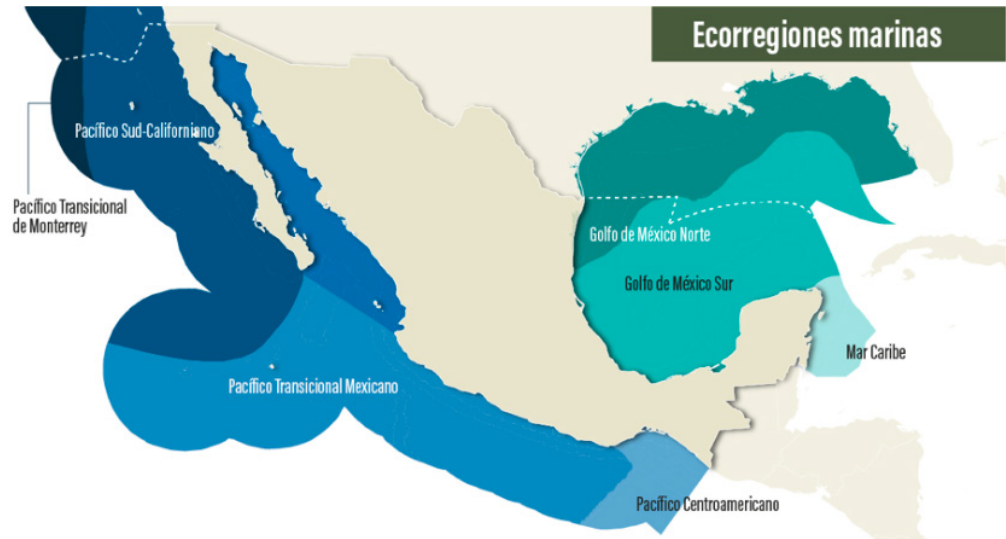 Ecorregiones marinas
Pacífico Sud-Californiano
Pacífico Transicional
de Monterrey
Golfo de México Norte
Golfo de México Sur
Mar Caribe
Pacífico Transicional Mexicano
Pacífico Centroamericano